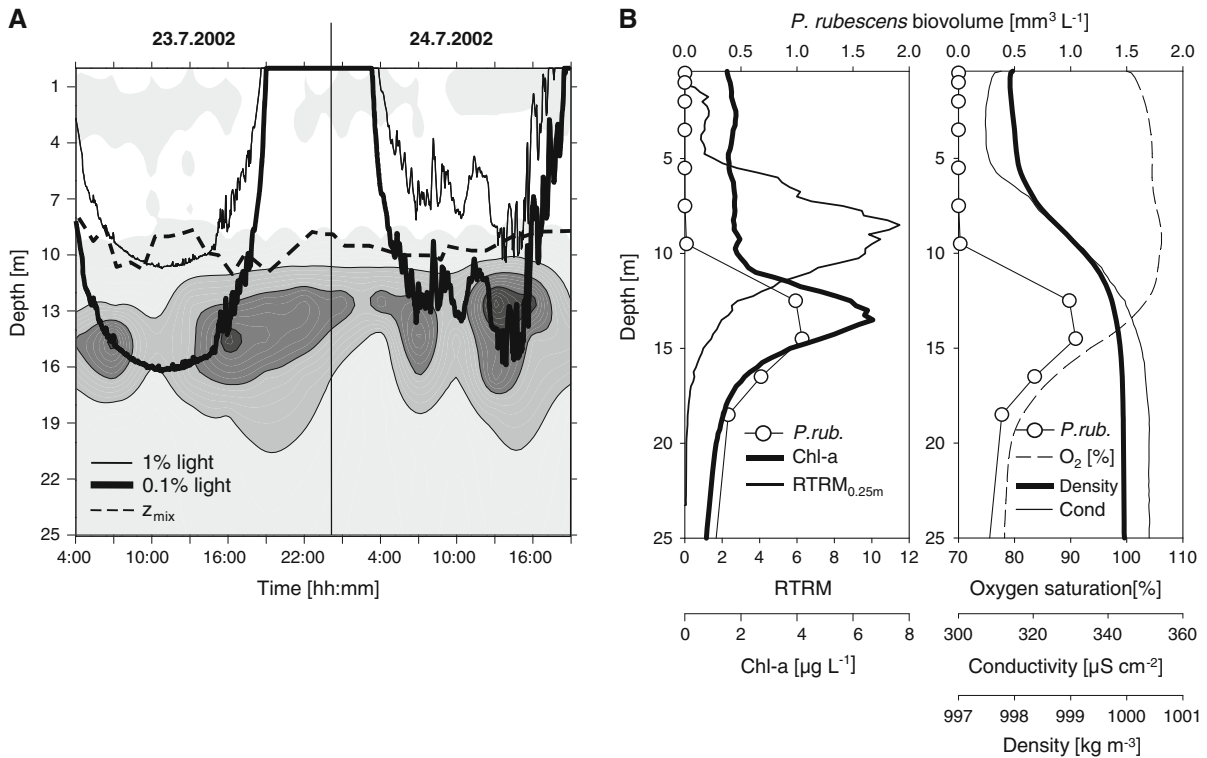 A
23.7.2002 24.7.2002
1
4
7
10
13
16
19
22
25
Depth [m]
1% light
0.1% light
z_mix
4:00 10:00 16:00 22:00 4:00 10:00 16:00
Time [hh:mm]
B
P. rubescens biovolume [mm³ L⁻¹]
0.0 0.5 1.0 1.5 2.0
5
10
15
20
25
Depth [m]
P.rub.
Chl-a
RTRM0.25m
0 2 4 6 8 10 12
RTRM
0 2 4 6 8
Chl-a [µg L⁻¹]
0.0 0.5 1.0 1.5 2.0
5
10
15
20
25
P.rub.
O₂ [%]
Density
Cond
70 80 90 100 110
Oxygen saturation[%]
300 320 340 360
Conductivity [µS cm⁻²]
997 998 999 1000 1001
Density [kg m⁻³]